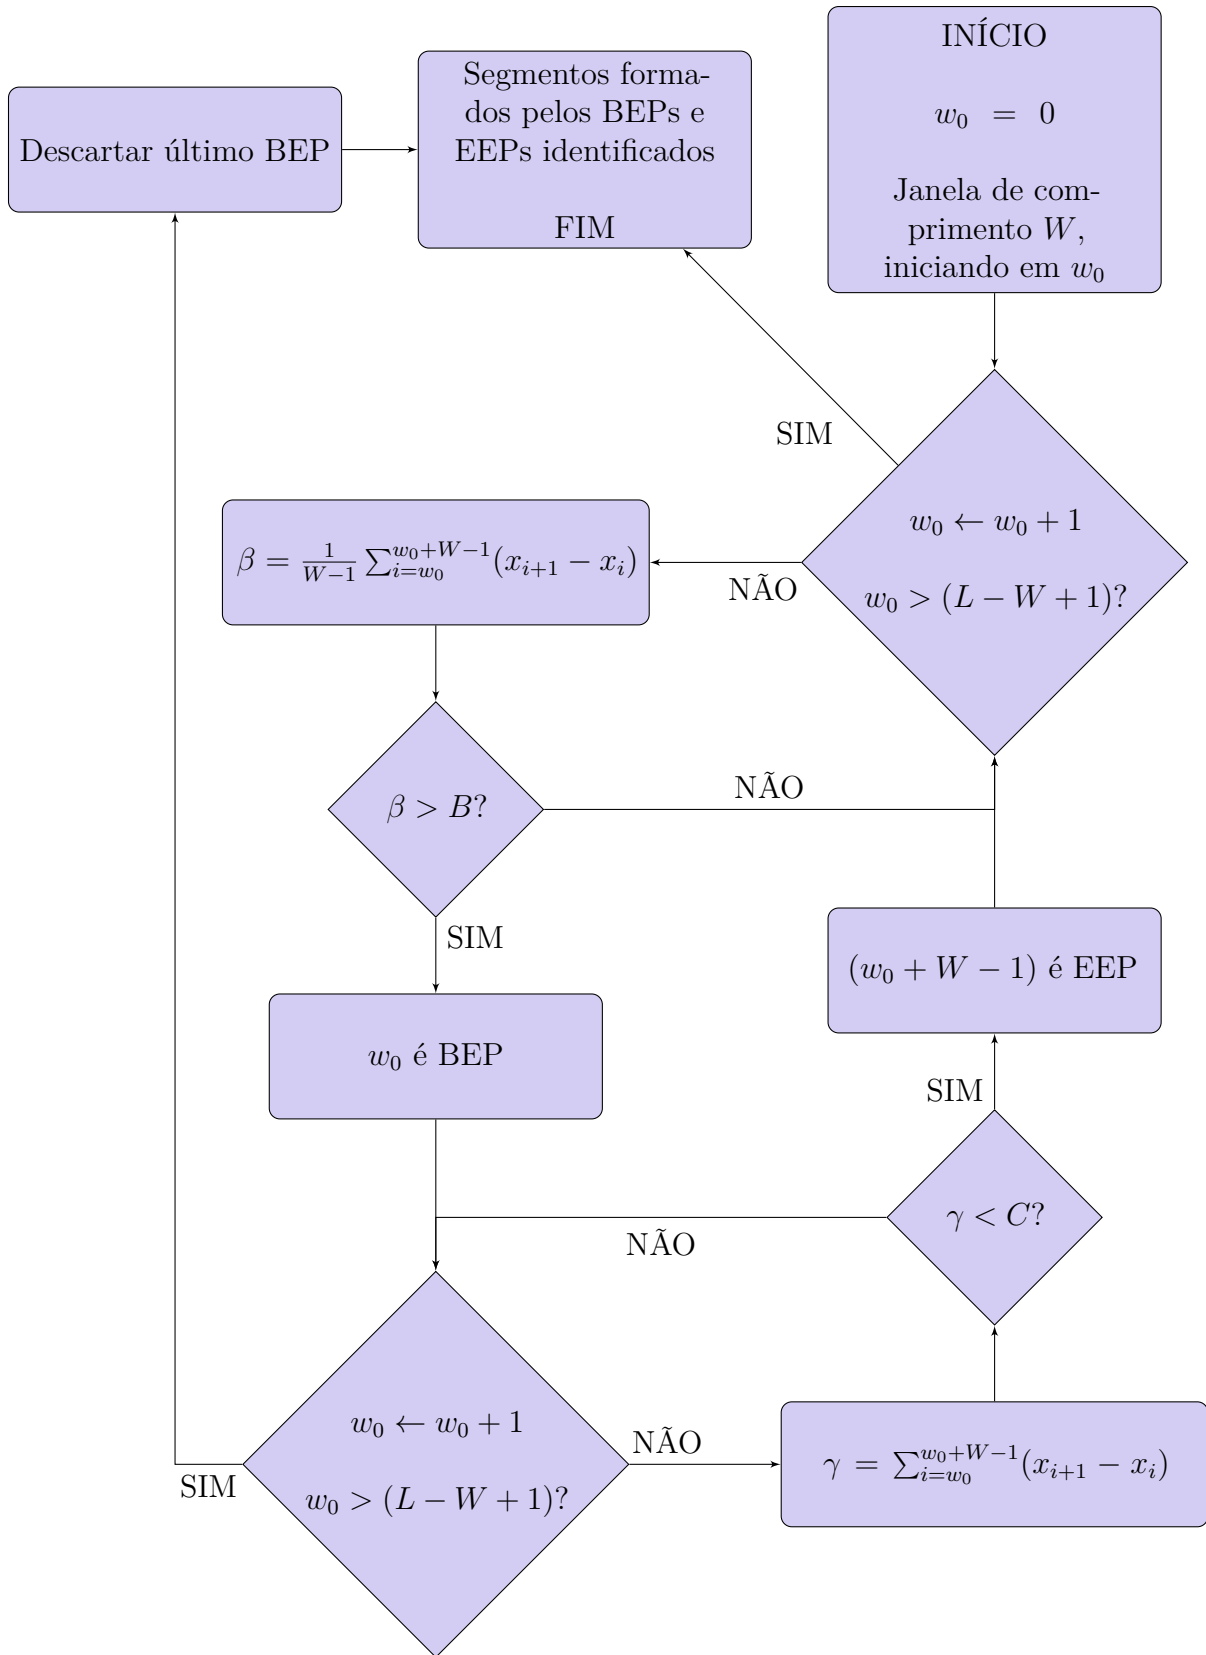 INÍCIO
w₀ = 0
Janela de com-
primento W,
iniciando em w₀
Segmentos forma-
dos pelos BEPs e
EEPs identificados
FIM
Descartar último BEP
SIM
w₀ ← w₀ + 1
w₀ > (L − W + 1)?
NÃO
β = \frac{1}{W−1} \sum_{i=w₀}^{w₀+W−1}(x_{i+1} − x_i)
β > B?
NÃO
SIM
w₀ é BEP
(w₀ + W − 1) é EEP
SIM
γ < C?
NÃO
w₀ ← w₀ + 1
w₀ > (L − W + 1)?
SIM
NÃO
γ = \sum_{i=w₀}^{w₀+W−1}(x_{i+1} − x_i)